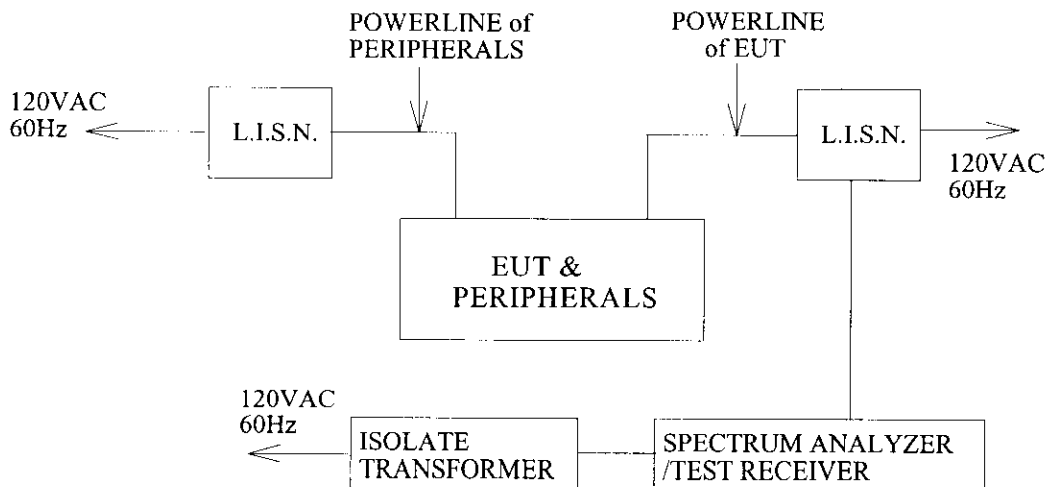 POWERLINE of
PERIPHERALS
POWERLINE
of EUT
120VAC
60Hz
L.I.S.N.
L.I.S.N.
120VAC
60Hz
EUT &
PERIPHERALS
120VAC
60Hz
ISOLATE
TRANSFORMER
SPECTRUM ANALYZER
/TEST RECEIVER